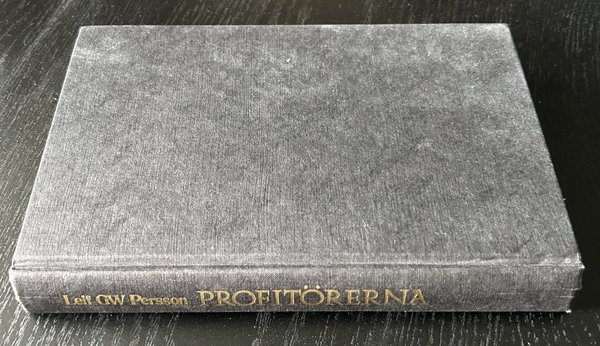 Leif GW Persson PROFITÖRERNA